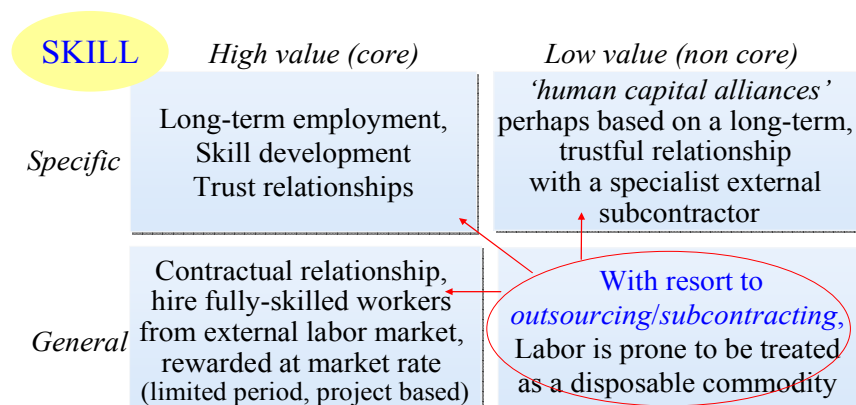 SKILL
High value (core)
Low value (non core)
Specific
Long-term employment,
Skill development
Trust relationships
‘human capital alliances’
perhaps based on a long-term,
trustful relationship
with a specialist external
subcontractor
General
Contractual relationship,
hire fully-skilled workers
from external labor market,
rewarded at market rate
(limited period, project based)
With resort to
outsourcing/subcontracting,
Labor is prone to be treated
as a disposable commodity